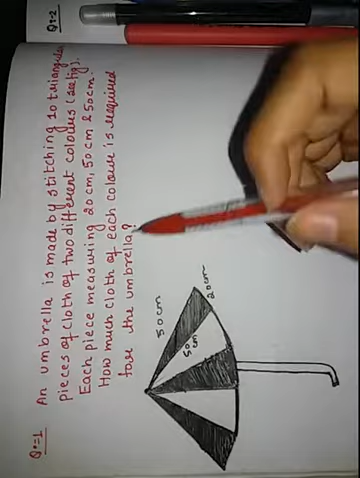 Q:=1 An umbrella is made by stitching 10 triangular
pieces of cloth of two different colours (see fig).
Each piece measuring 20 cm, 50 cm & 50 cm.
How much cloth of each colour is required
for the umbrella?
50 cm
50 cm
20 cm
Q:-2